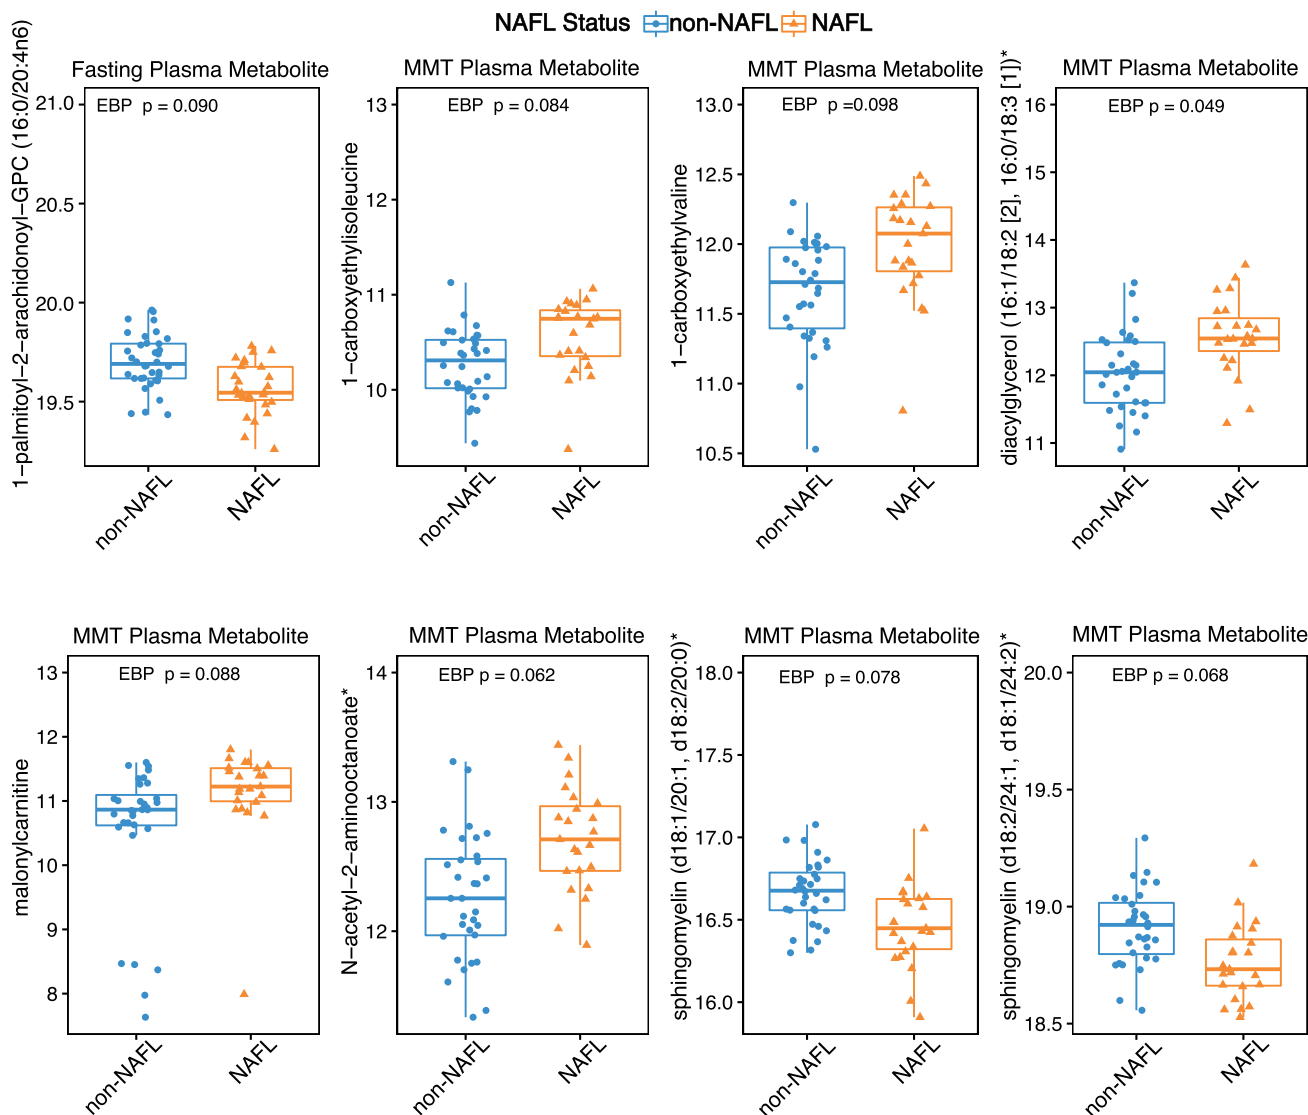 NAFL Status non-NAFL NAFL
Fasting Plasma Metabolite
1−palmitoyl−2−arachidonoyl−GPC (16:0/20:4n6)
EBP p = 0.090
21.0
20.5
20.0
19.5
non-NAFL
NAFL
MMT Plasma Metabolite
1−carboxyethylisoleucine
EBP p = 0.084
13
12
11
10
non-NAFL
NAFL
MMT Plasma Metabolite
1−carboxyethylvaline
EBP p =0.098
13.0
12.5
12.0
11.5
11.0
10.5
non-NAFL
NAFL
MMT Plasma Metabolite
diacylglycerol (16:1/18:2 [2], 16:0/18:3 [1])*
EBP p = 0.049
16
15
14
13
12
11
non-NAFL
NAFL
MMT Plasma Metabolite
malonylcarnitine
EBP p = 0.088
13
12
11
10
9
8
non-NAFL
NAFL
MMT Plasma Metabolite
N−acetyl−2−aminooctanoate*
EBP p = 0.062
14
13
12
non-NAFL
NAFL
MMT Plasma Metabolite
sphingomyelin (d18:1/20:1, d18:2/20:0)*
EBP p = 0.078
18.0
17.5
17.0
16.5
16.0
non-NAFL
NAFL
MMT Plasma Metabolite
sphingomyelin (d18:2/24:1, d18:1/24:2)*
EBP p = 0.068
20.0
19.5
19.0
18.5
non-NAFL
NAFL